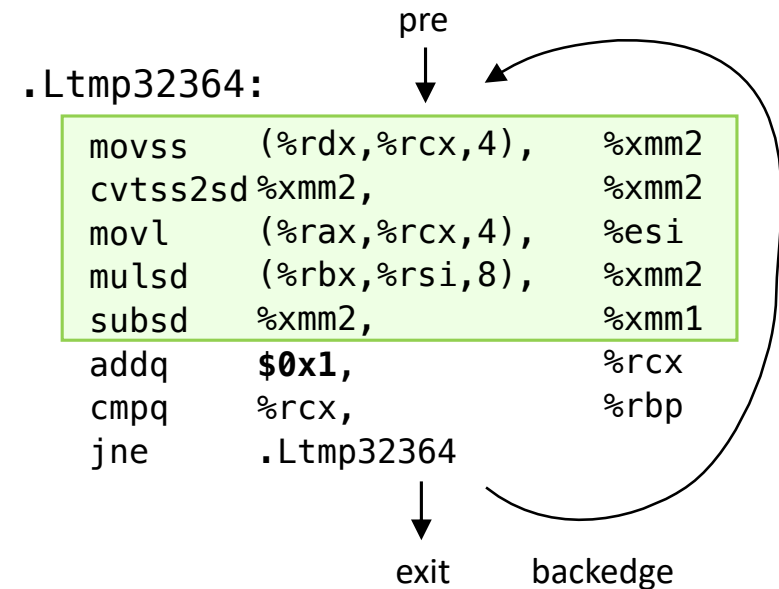 pre
.Ltmp32364:
movss (%rdx,%rcx,4), %xmm2
cvtss2sd %xmm2, %xmm2
movl (%rax,%rcx,4), %esi
mulsd (%rbx,%rsi,8), %xmm2
subsd %xmm2, %xmm1
addq $0x1, %rcx
cmpq %rcx, %rbp
jne .Ltmp32364
exit backedge